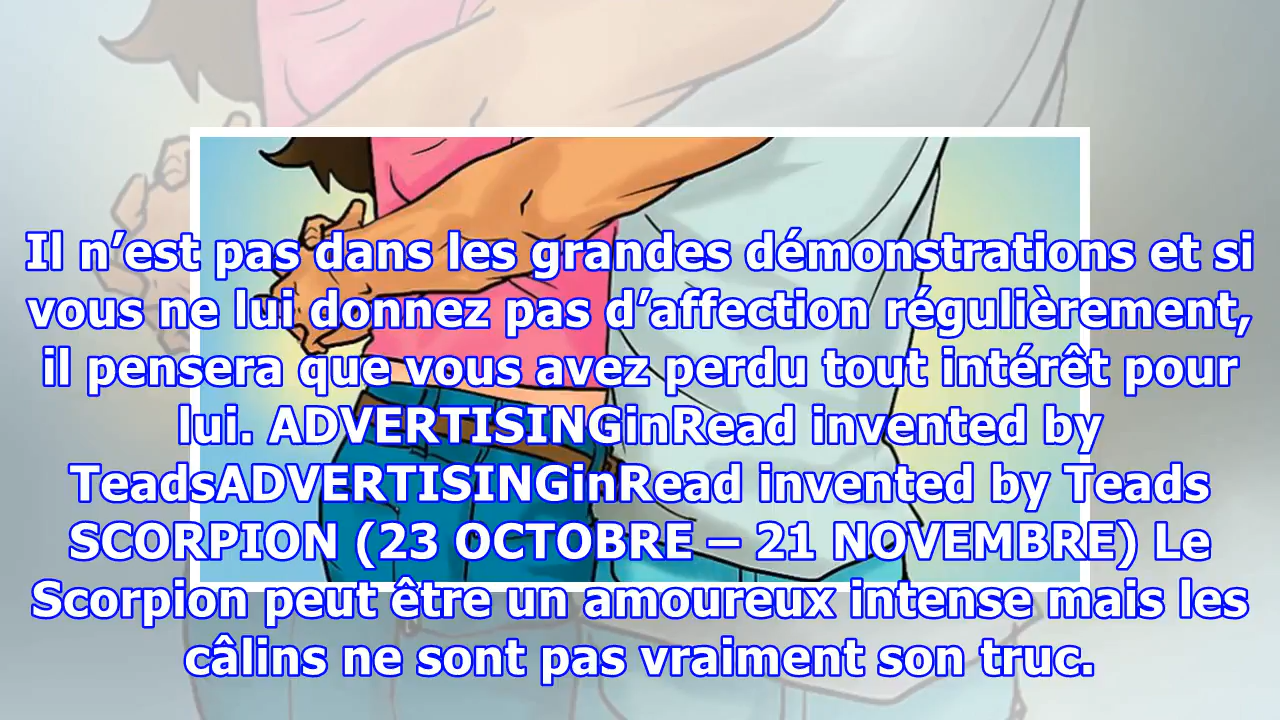 Il n’est pas dans les grandes démonstrations et si
vous ne lui donnez pas d’affection régulièrement,
il pensera que vous avez perdu tout intérêt pour
lui. ADVERTISINGinRead invented by
TeadsADVERTISINGinRead invented by Teads
SCORPION (23 OCTOBRE – 21 NOVEMBRE) Le
Scorpion peut être un amoureux intense mais les
câlins ne sont pas vraiment son truc.